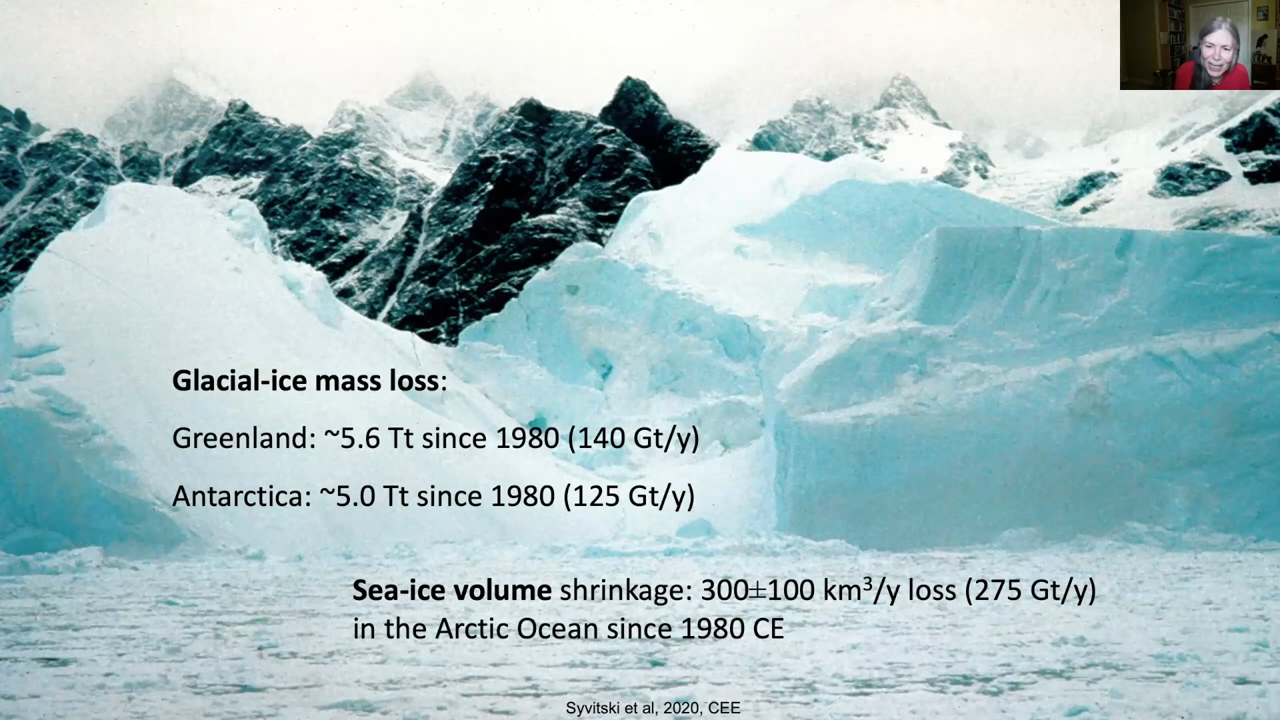 Glacial-ice mass loss:
Greenland: ~5.6 Tt since 1980 (140 Gt/y)
Antarctica: ~5.0 Tt since 1980 (125 Gt/y)
Sea-ice volume shrinkage: 300±100 km³/y loss (275 Gt/y)
in the Arctic Ocean since 1980 CE
Syvitski et al, 2020, CEE